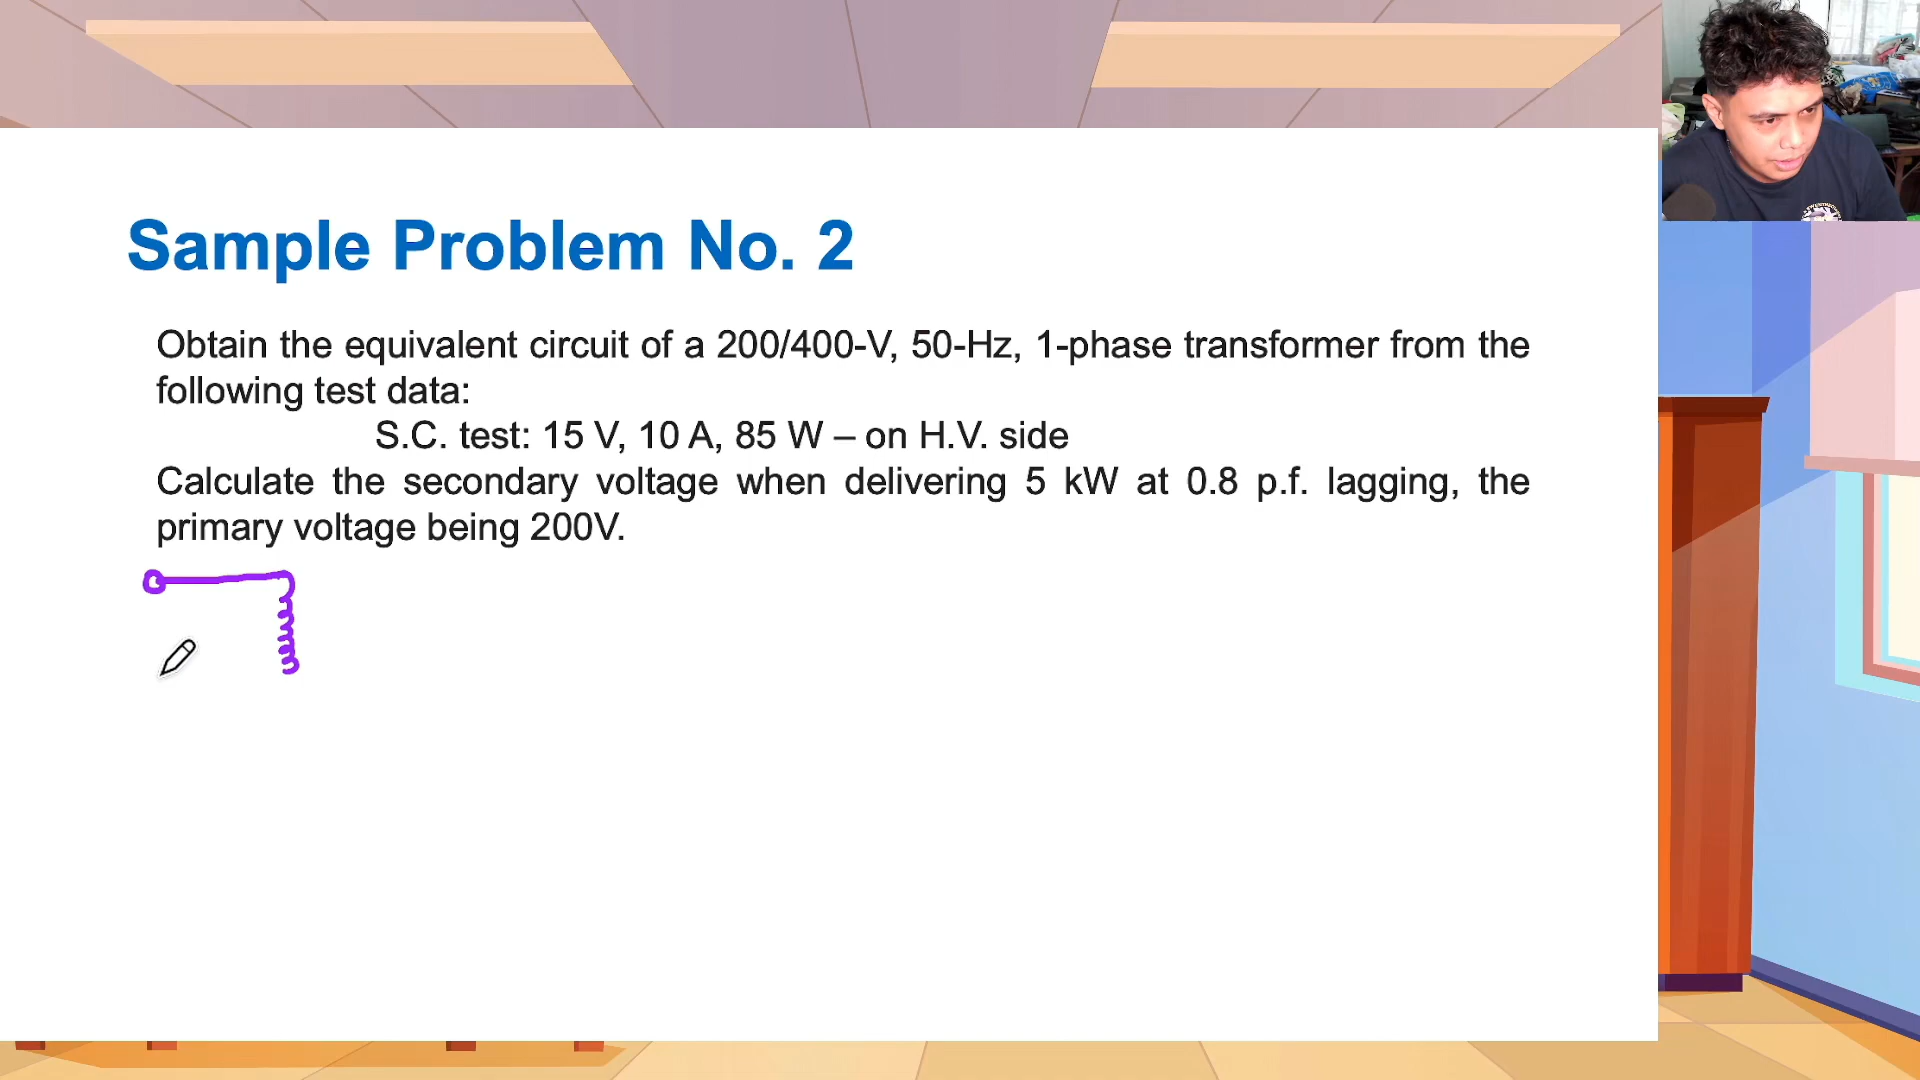 Sample Problem No. 2
Obtain the equivalent circuit of a 200/400-V, 50-Hz, 1-phase transformer from the
following test data:
S.C. test: 15 V, 10 A, 85 W – on H.V. side
Calculate the secondary voltage when delivering 5 kW at 0.8 p.f. lagging, the
primary voltage being 200V.